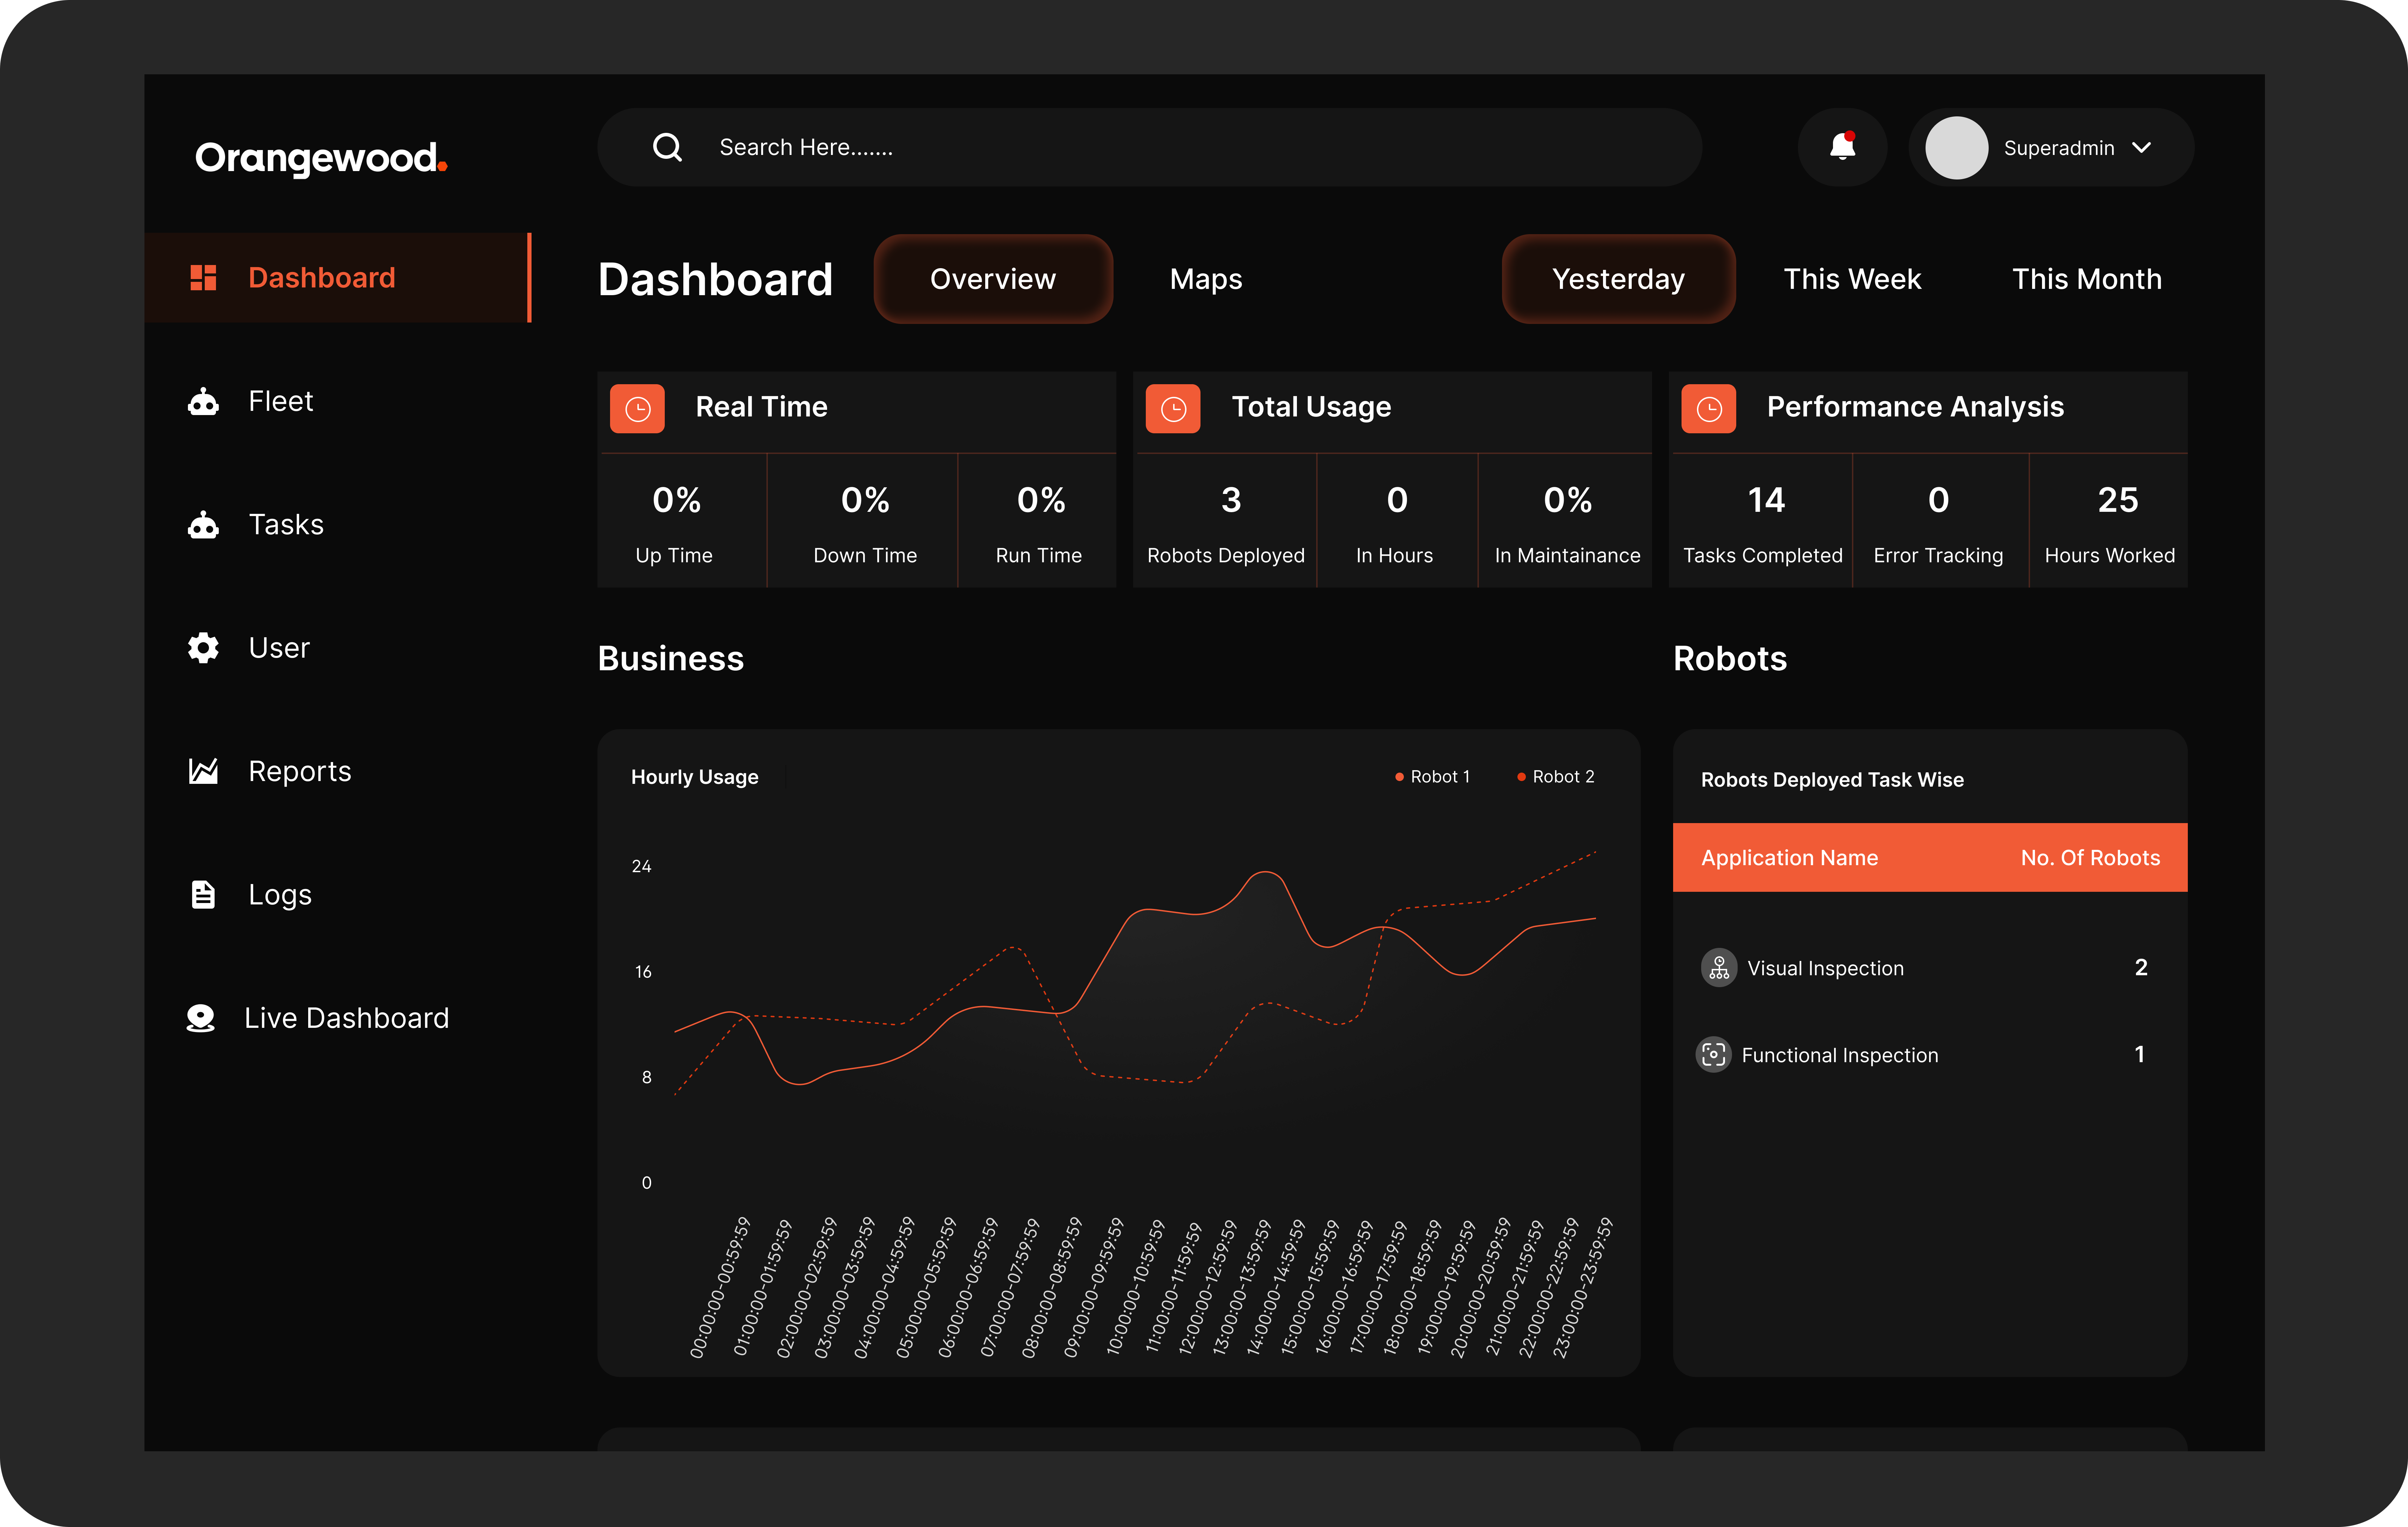 Orangewood.
Search Here.......
Superadmin
Dashboard
Fleet
Tasks
User
Reports
Logs
Live Dashboard
Dashboard
Overview
Maps
Yesterday
This Week
This Month
Real Time
0%
Up Time
0%
Down Time
0%
Run Time
Total Usage
3
Robots Deployed
0
In Hours
0%
In Maintainance
Performance Analysis
14
Tasks Completed
0
Error Tracking
25
Hours Worked
Business
Hourly Usage
Robot 1
Robot 2
24
16
8
0
00:00:00-00:59:59
01:00:00-01:59:59
02:00:00-02:59:59
03:00:00-03:59:59
04:00:00-04:59:59
05:00:00-05:59:59
06:00:00-06:59:59
07:00:00-07:59:59
08:00:00-08:59:59
09:00:00-09:59:59
10:00:00-10:59:59
11:00:00-11:59:59
12:00:00-12:59:59
13:00:00-13:59:59
14:00:00-14:59:59
15:00:00-15:59:59
16:00:00-16:59:59
17:00:00-17:59:59
18:00:00-18:59:59
19:00:00-19:59:59
20:00:00-20:59:59
21:00:00-21:59:59
22:00:00-22:59:59
23:00:00-23:59:59
Robots
Robots Deployed Task Wise
Application Name No. Of Robots
Visual Inspection 2
Functional Inspection 1